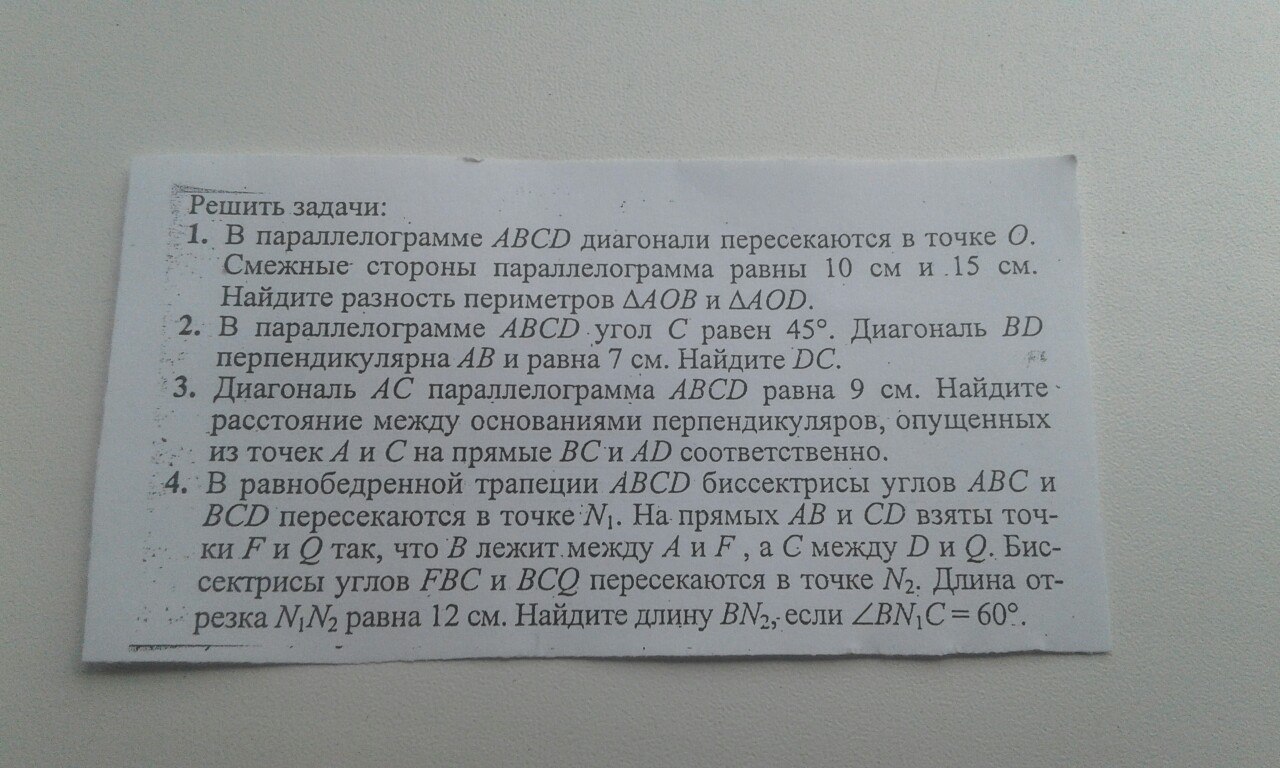 Решить задачи:
1. В параллелограмме ABCD диагонали пересекаются в точке O.
Смежные стороны параллелограмма равны 10 см и 15 см.
Найдите разность периметров ΔAOB и ΔAOD.
2. В параллелограмме ABCD угол C равен 45°. Диагональ BD
перпендикулярна AB и равна 7 см. Найдите DC.
3. Диагональ AC параллелограмма ABCD равна 9 см. Найдите
расстояние между основаниями перпендикуляров, опущенных
из точек A и C на прямые BC и AD соответственно.
4. В равнобедренной трапеции ABCD биссектрисы углов ABC и
BCD пересекаются в точке N₁. На прямых AB и CD взяты точ-
ки F и Q так, что B лежит между A и F , а C между D и Q. Бис-
сектрисы углов FBC и BCQ пересекаются в точке N₂. Длина от-
резка N₁N₂ равна 12 см. Найдите длину BN₂, если ∠BN₁C = 60°.